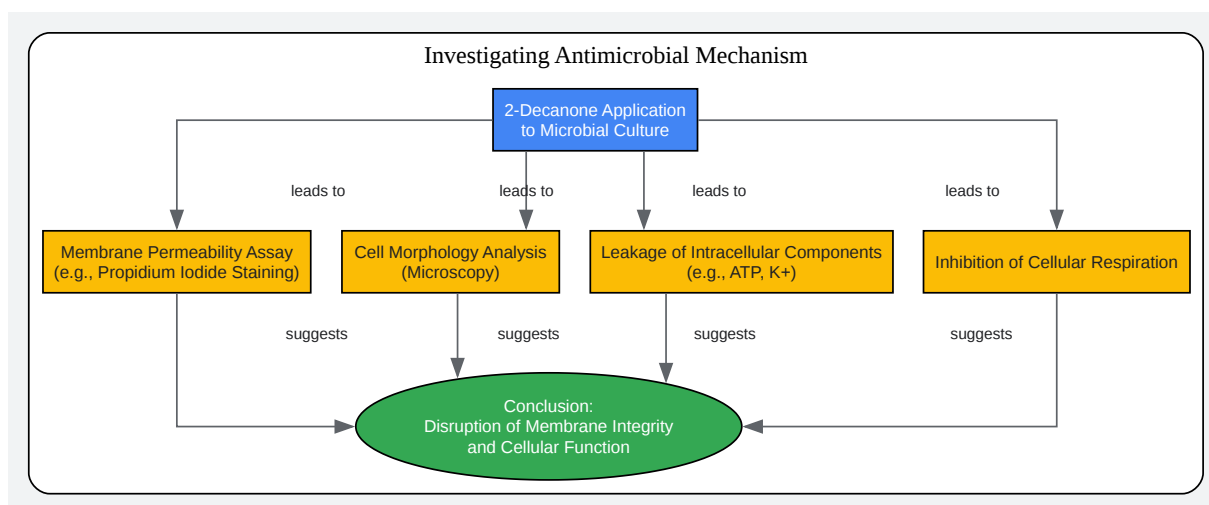 Investigating Antimicrobial Mechanism
2-Decanone Application
to Microbial Culture
leads to
leads to
leads to
leads to
Membrane Permeability Assay
(e.g., Propidium Iodide Staining)
Cell Morphology Analysis
(Microscopy)
Leakage of Intracellular Components
(e.g., ATP, K+)
Inhibition of Cellular Respiration
suggests
suggests
suggests
suggests
Conclusion:
Disruption of Membrane Integrity
and Cellular Function